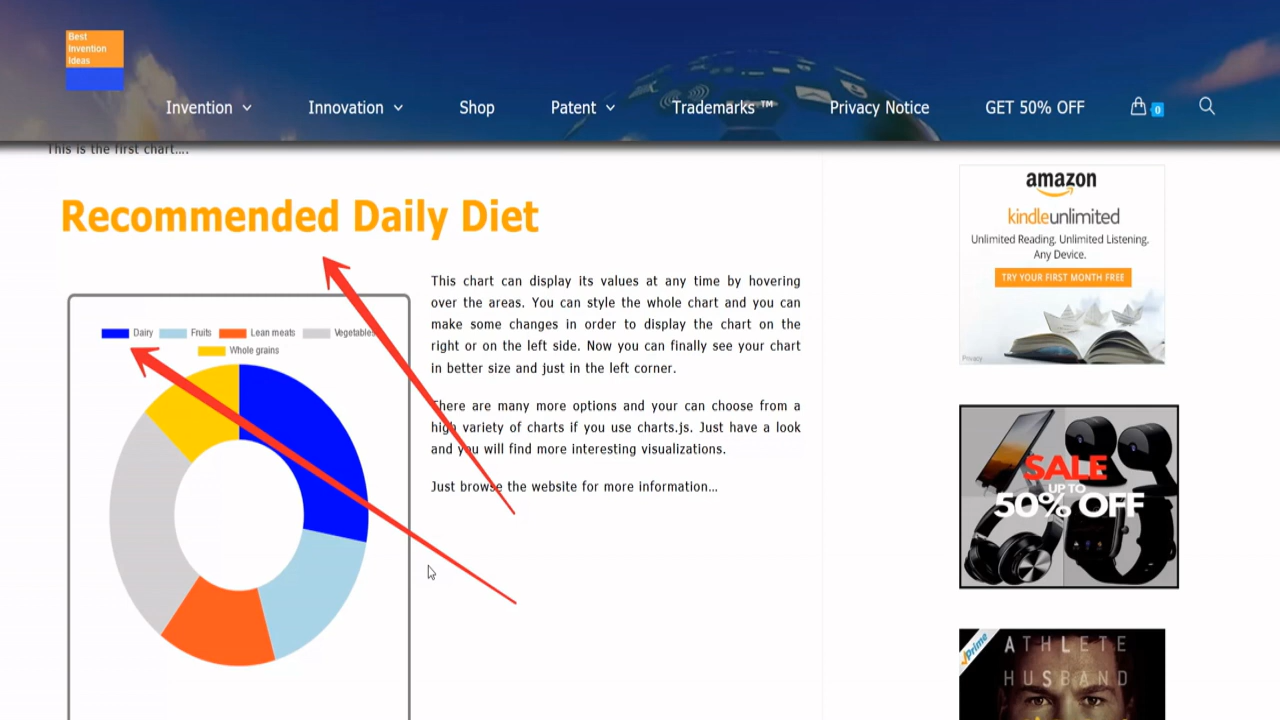 Best
Invention
Ideas
Invention Innovation Shop Patent Trademarks ™ Privacy Notice GET 50% OFF 0
This is the first chart....
Recommended Daily Diet
Dairy Fruits Lean meats Vegetables
Whole grains
This chart can display its values at any time by hovering
over the areas. You can style the whole chart and you can
make some changes in order to display the chart on the
right or on the left side. Now you can finally see your chart
in better size and just in the left corner.
There are many more options and your can choose from a
high variety of charts if you use charts.js. Just have a look
and you will find more interesting visualizations.
Just browse the website for more information...
amazon
kindleunlimited
Unlimited Reading. Unlimited Listening.
Any Device.
TRY YOUR FIRST MONTH FREE
Privacy
SALE
UP TO
50% OFF
Prime
ATHLETE
HUSBAND